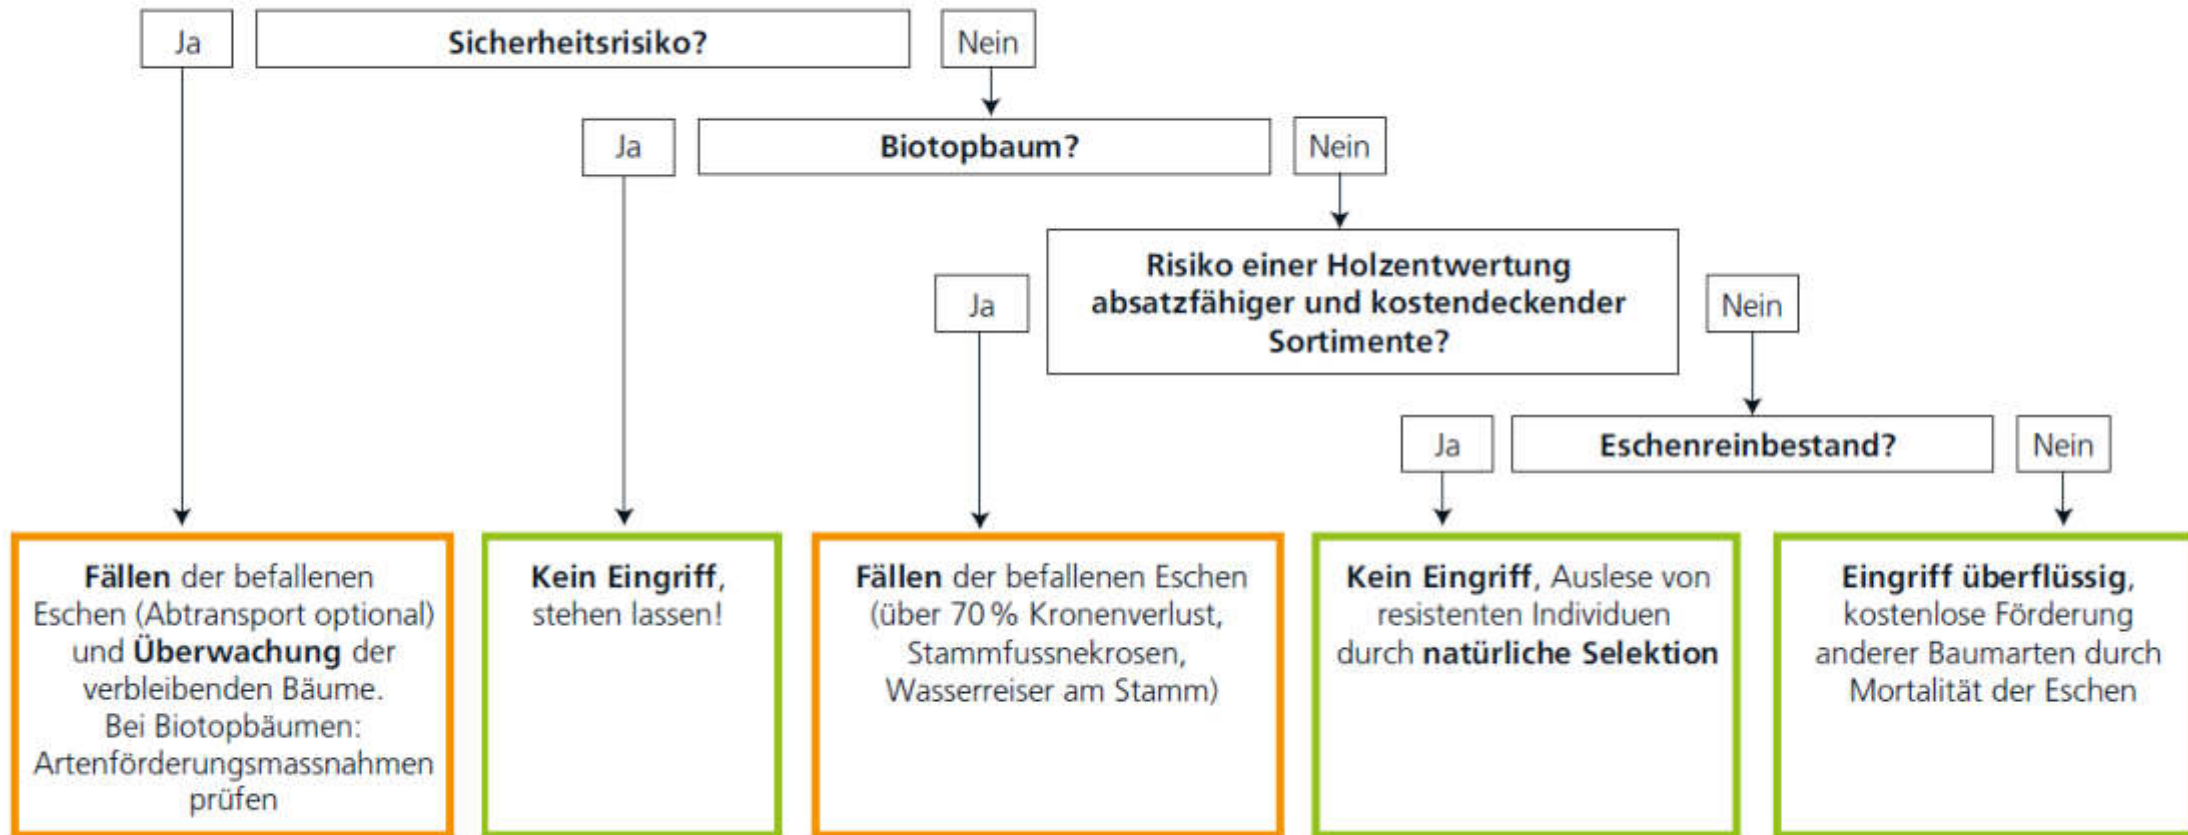 Ja
Sicherheitsrisiko?
Nein
Ja
Biotopbaum?
Nein
Ja
Risiko einer Holzentwertung
absatzfähiger und kostendeckender
Sortimente?
Nein
Ja
Eschenreinbestand?
Nein
Fällen der befallenen
Eschen (Abtransport optional)
und Überwachung der
verbleibenden Bäume.
Bei Biotopbäumen:
Artenförderungsmassnahmen
prüfen
Kein Eingriff,
stehen lassen!
Fällen der befallenen Eschen
(über 70 % Kronenverlust,
Stammfussnekrosen,
Wasserreiser am Stamm)
Kein Eingriff, Auslese von
resistenten Individuen
durch natürliche Selektion
Eingriff überflüssig,
kostenlose Förderung
anderer Baumarten durch
Mortalität der Eschen